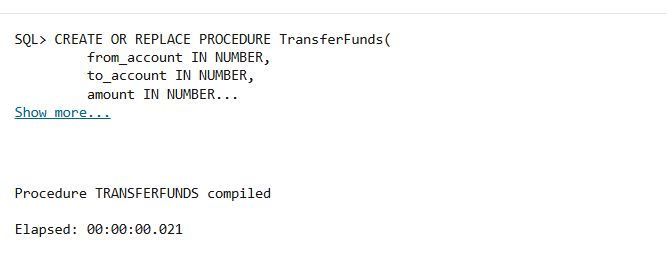 SQL> CREATE OR REPLACE PROCEDURE TransferFunds(
from_account IN NUMBER,
to_account IN NUMBER,
amount IN NUMBER...
Show more...
Procedure TRANSFERFUNDS compiled
Elapsed: 00:00:00.021